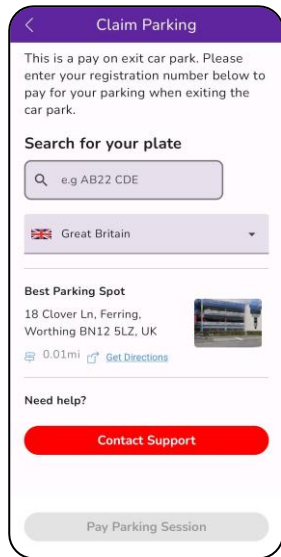 Claim Parking
This is a pay on exit car park. Please
enter your registration number below to
pay for your parking when exiting the
car park.
Search for your plate
e.g AB22 CDE
Great Britain
Best Parking Spot
18 Clover Ln, Ferring,
Worthing BN12 5LZ, UK
0.01mi Get Directions
Need help?
Contact Support
Pay Parking Session